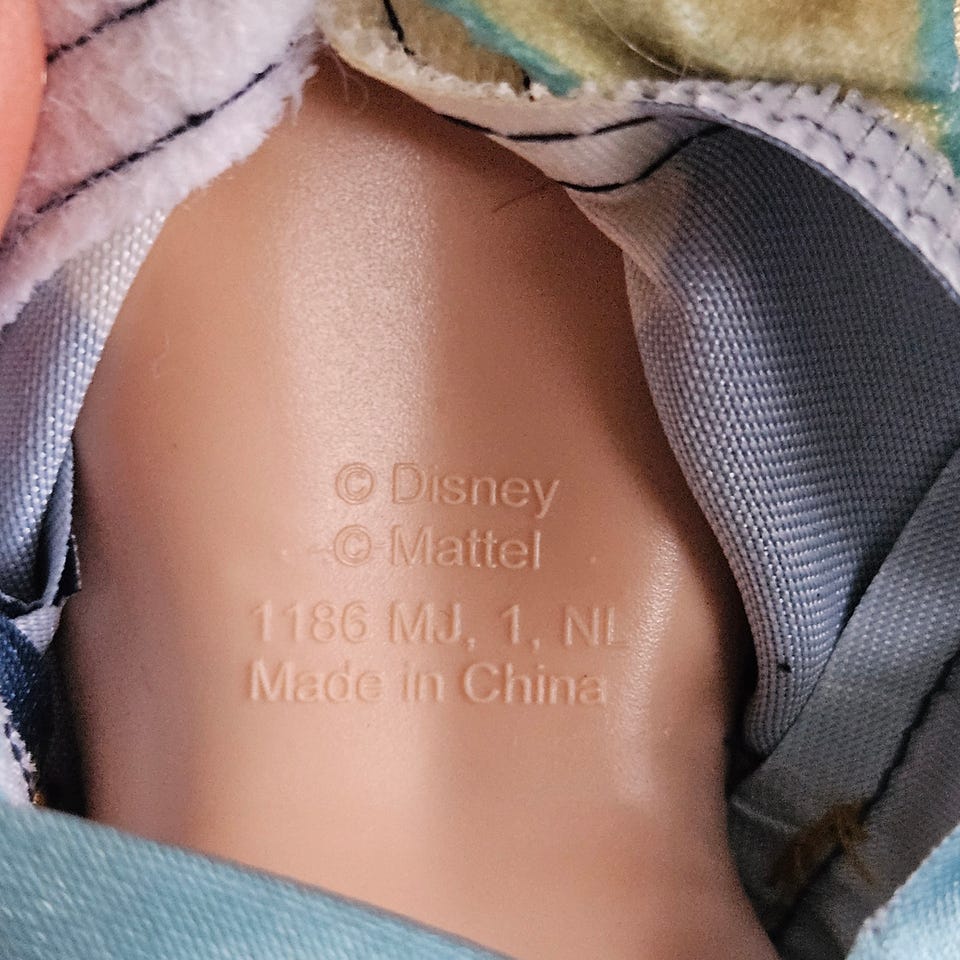 © Disney
© Mattel
1186 MJ, 1, NL
Made in China